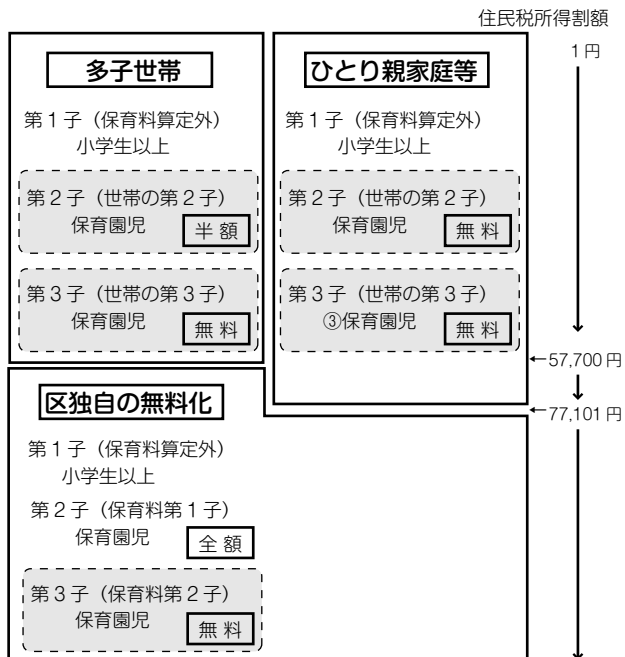 住民税所得割額
1円
多子世帯
第1子（保育料算定外）
小学生以上
第2子（世帯の第2子）
保育園児
半額
第3子（世帯の第3子）
保育園児
無料
ひとり親家庭等
第1子（保育料算定外）
小学生以上
第2子（世帯の第2子）
保育園児
無料
第3子（世帯の第3子）
③保育園児
無料
←57,700円
←77,101円
区独自の無料化
第1子（保育料算定外）
小学生以上
第2子（保育料第1子）
保育園児
全額
第3子（保育料第2子）
保育園児
無料